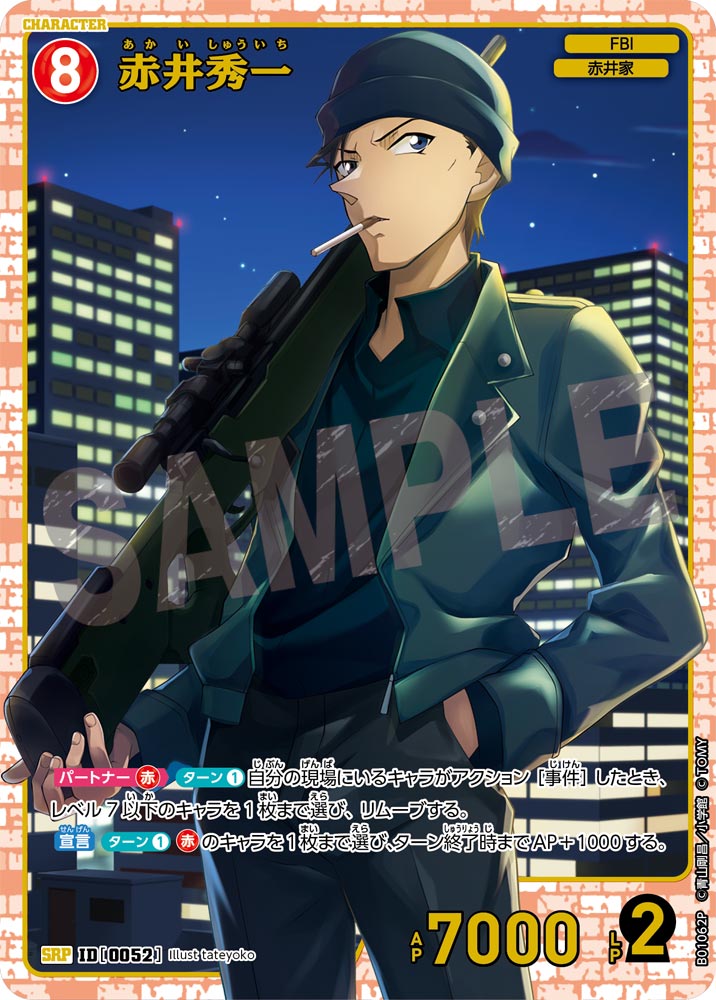 CHARACTER
8
あかいしゅういち
赤井秀一
FBI
赤井家
SAMPLE
パートナー 赤 ターン1 自分の現場にいるキャラがアクション［事件］したとき、
レベル7以下のキャラを1枚まで選び、リムーブする。
宣言 ターン1 赤のキャラを1枚まで選び、ターン終了時までAP＋1000する。
AP 7000 LP 2
SRP ID[0052] Illust tateyoko
B01062P ©青山剛昌／小学館 ©TOMY